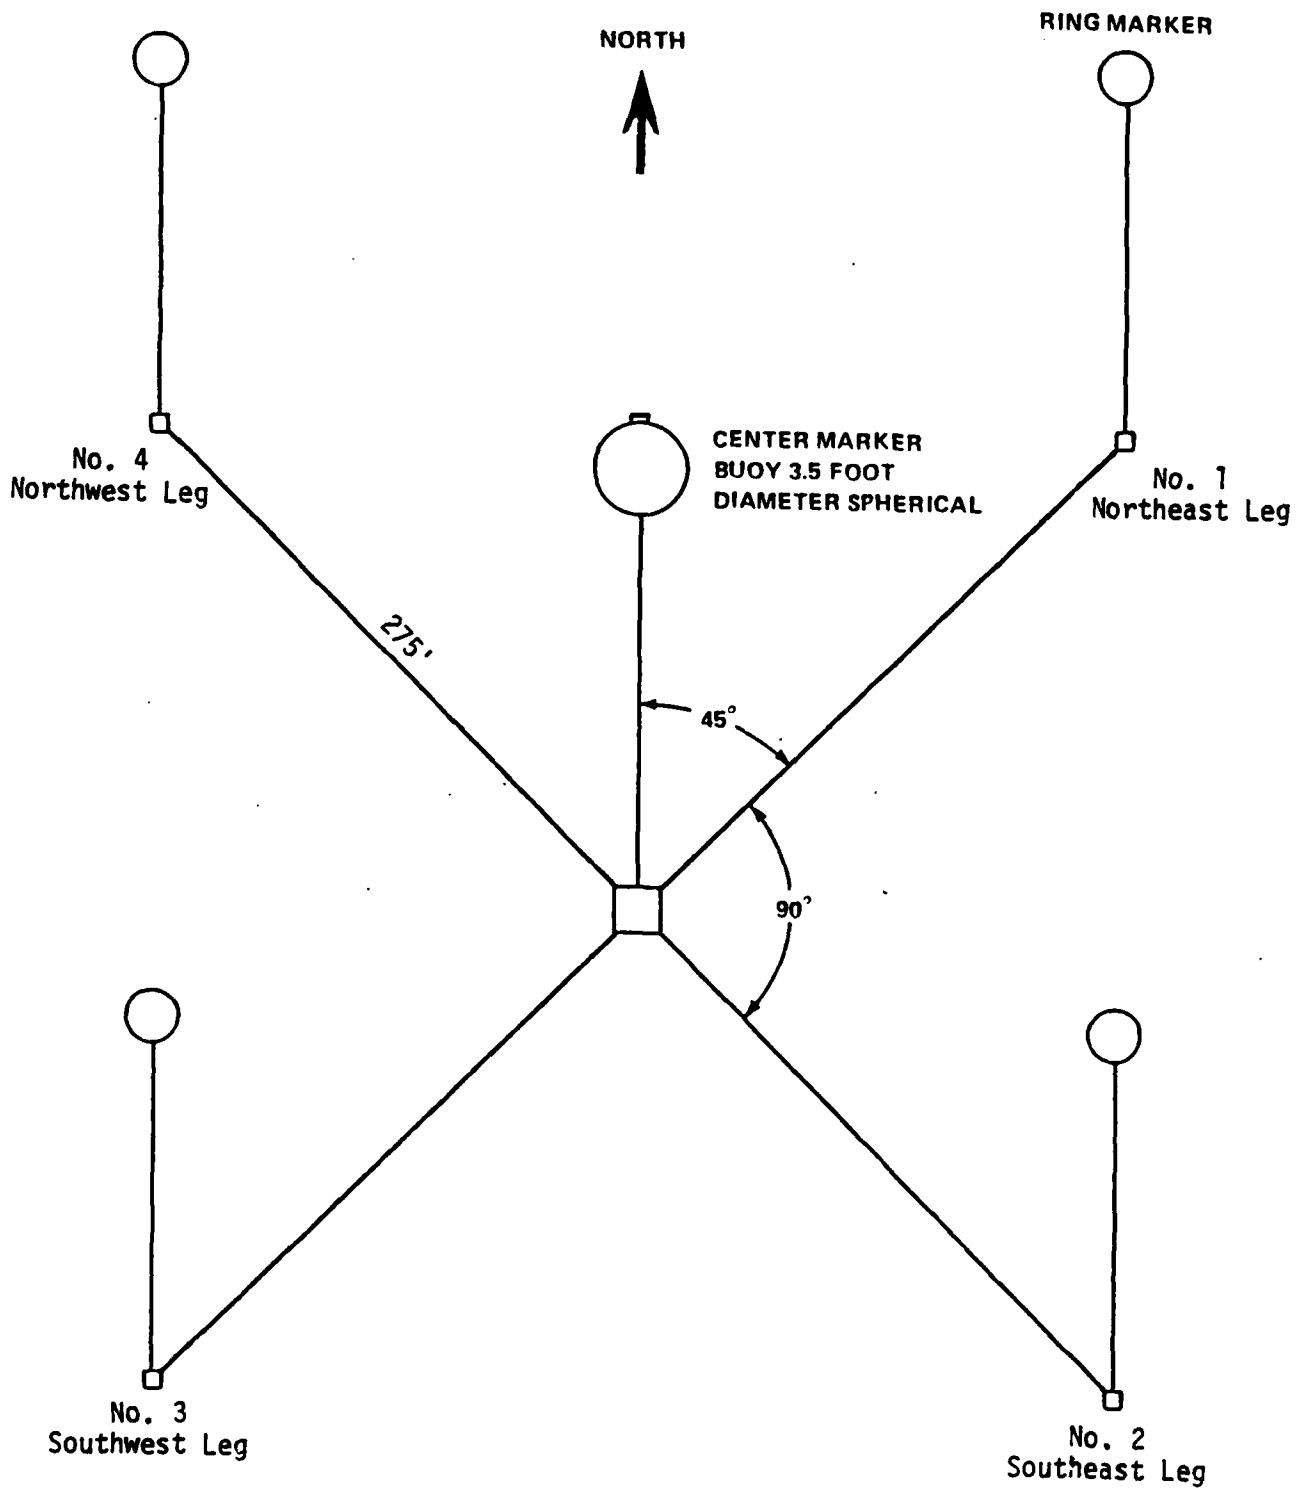 RING MARKER
NORTH
CENTER MARKER
BUOY 3.5 FOOT
DIAMETER SPHERICAL
No. 4
Northwest Leg
No. 1
Northeast Leg
275'
45°
90°
No. 3
Southwest Leg
No. 2
Southeast Leg